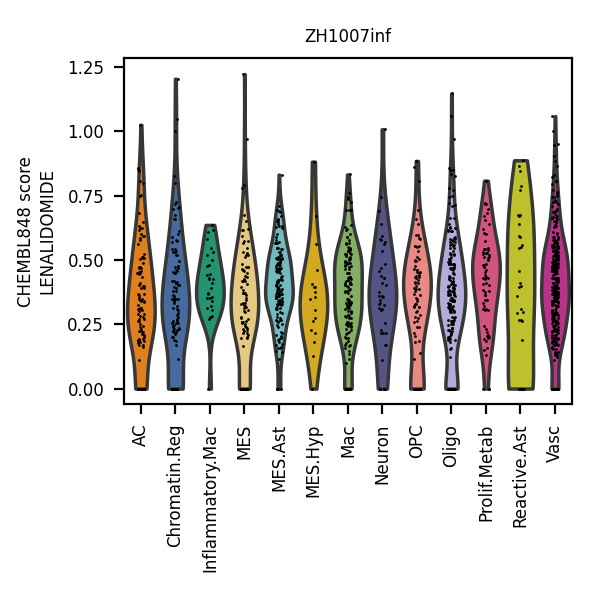 ZH1007inf
CHEMBL848 score
LENALIDOMIDE
1.25
1.00
0.75
0.50
0.25
0.00
AC
Chromatin.Reg
Inflammatory.Mac
MES
MES.Ast
MES.Hyp
Mac
Neuron
OPC
Oligo
Prolif.Metab
Reactive.Ast
Vasc